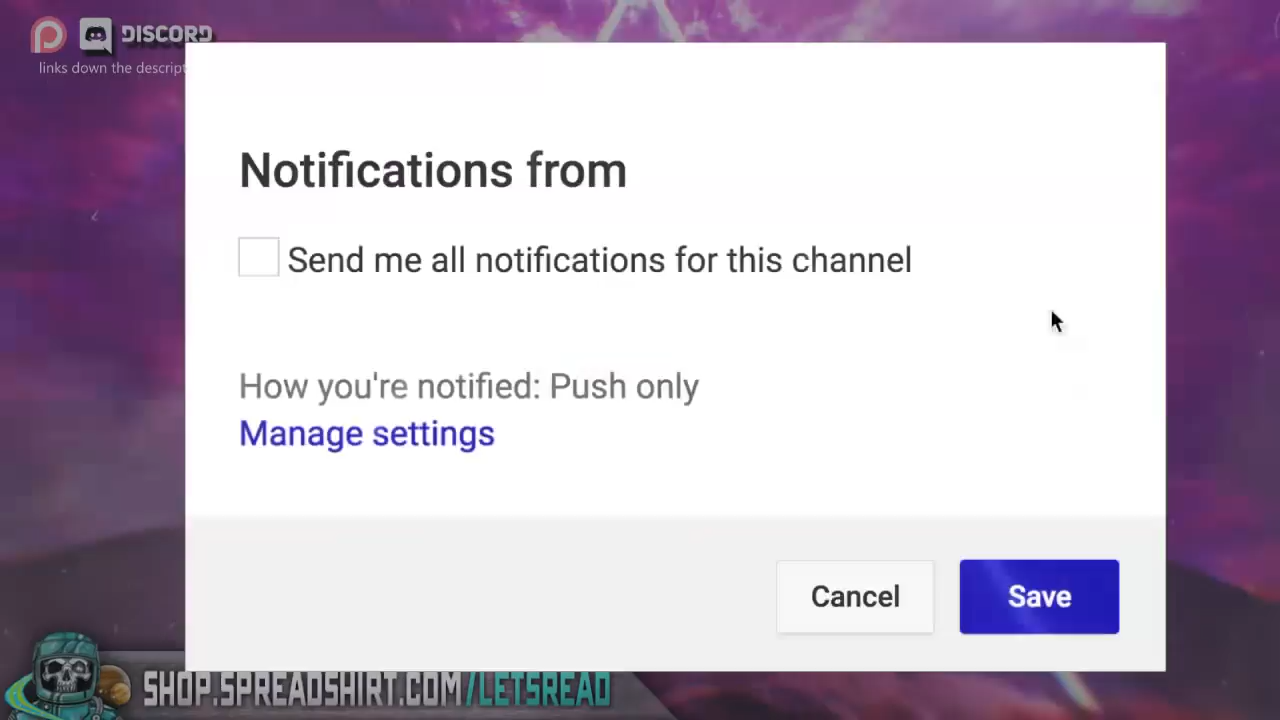 DISCORD
links down the descript
Notifications from
Send me all notifications for this channel
How you're notified: Push only
Manage settings
Cancel
Save
SHOP.SPREADSHIRT.COM/LETSREAD